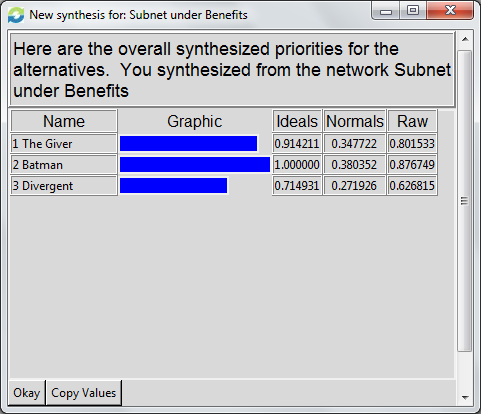 New synthesis for: Subnet under Benefits
Here are the overall synthesized priorities for the
alternatives.  You synthesized from the network Subnet
under Benefits
Name Graphic Ideals Normals Raw
1 The Giver 0.914211 0.347722 0.801533
2 Batman 1.000000 0.380352 0.876749
3 Divergent 0.714931 0.271926 0.626815
Okay Copy Values